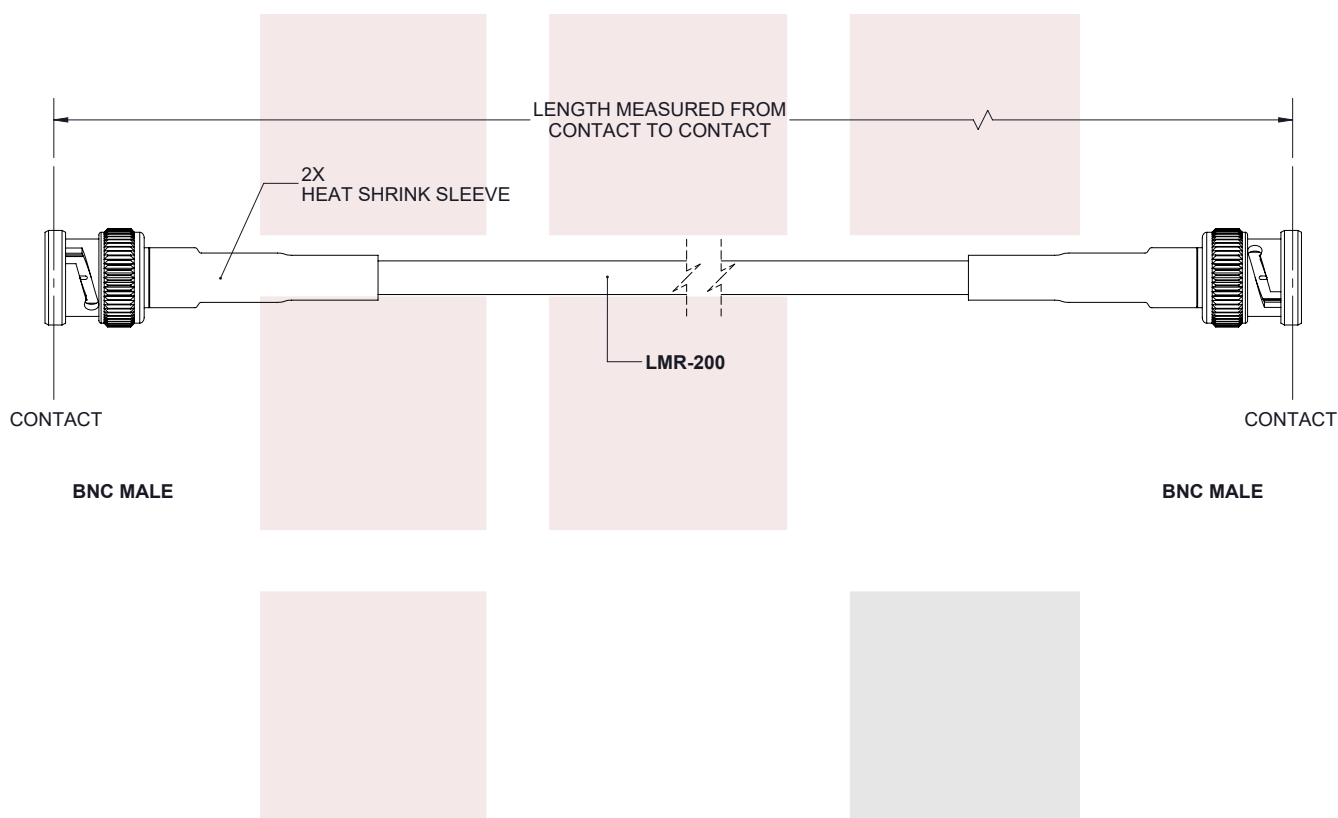 LENGTH MEASURED FROM
CONTACT TO CONTACT
2X
HEAT SHRINK SLEEVE
LMR-200
CONTACT
CONTACT
BNC MALE
BNC MALE